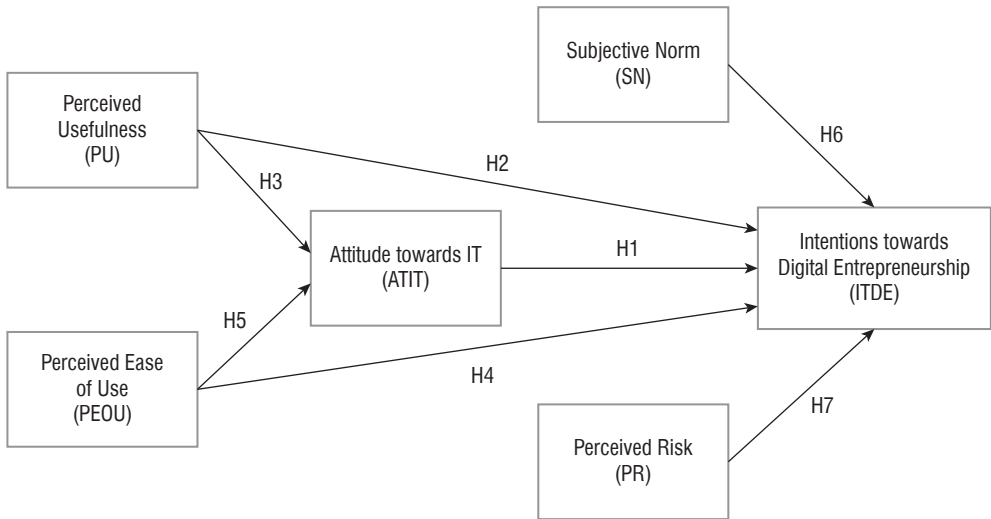 Subjective Norm
(SN)
Perceived
Usefulness
(PU)
H6
H2
H3
Attitude towards IT
(ATIT)
H1
Intentions towards
Digital Entrepreneurship
(ITDE)
H5
Perceived Ease
of Use
(PEOU)
H4
H7
Perceived Risk
(PR)